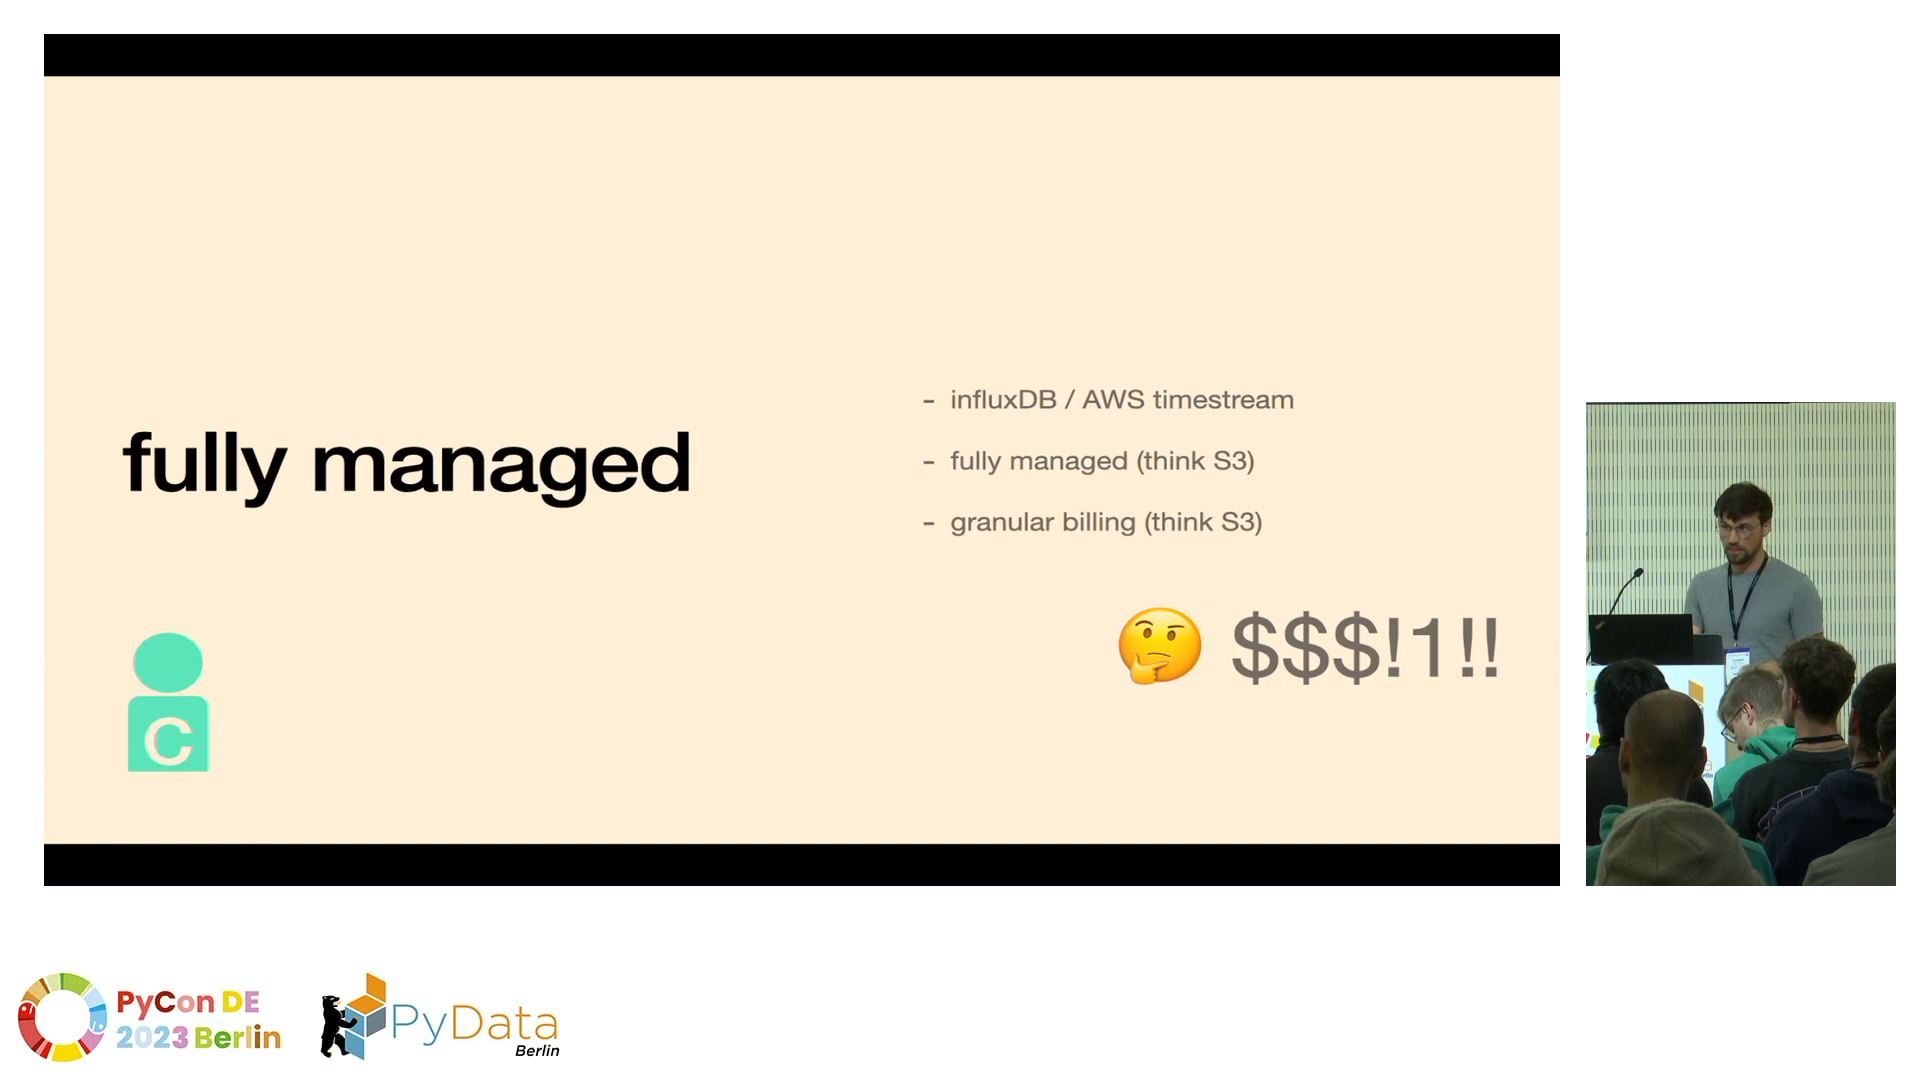 fully managed
- influxDB / AWS timestream
- fully managed (think S3)
- granular billing (think S3)
🤔 $$$!1!!
C
PyCon DE
2023 Berlin
PyData
Berlin